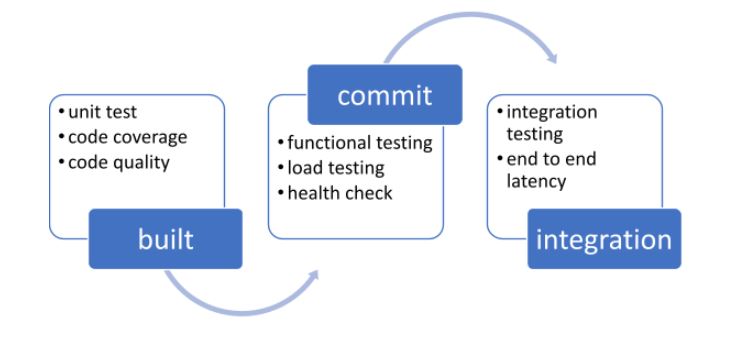 • unit test
• code coverage
• code quality
built
commit
• functional testing
• load testing
• health check
• integration
testing
• end to end
latency
integration